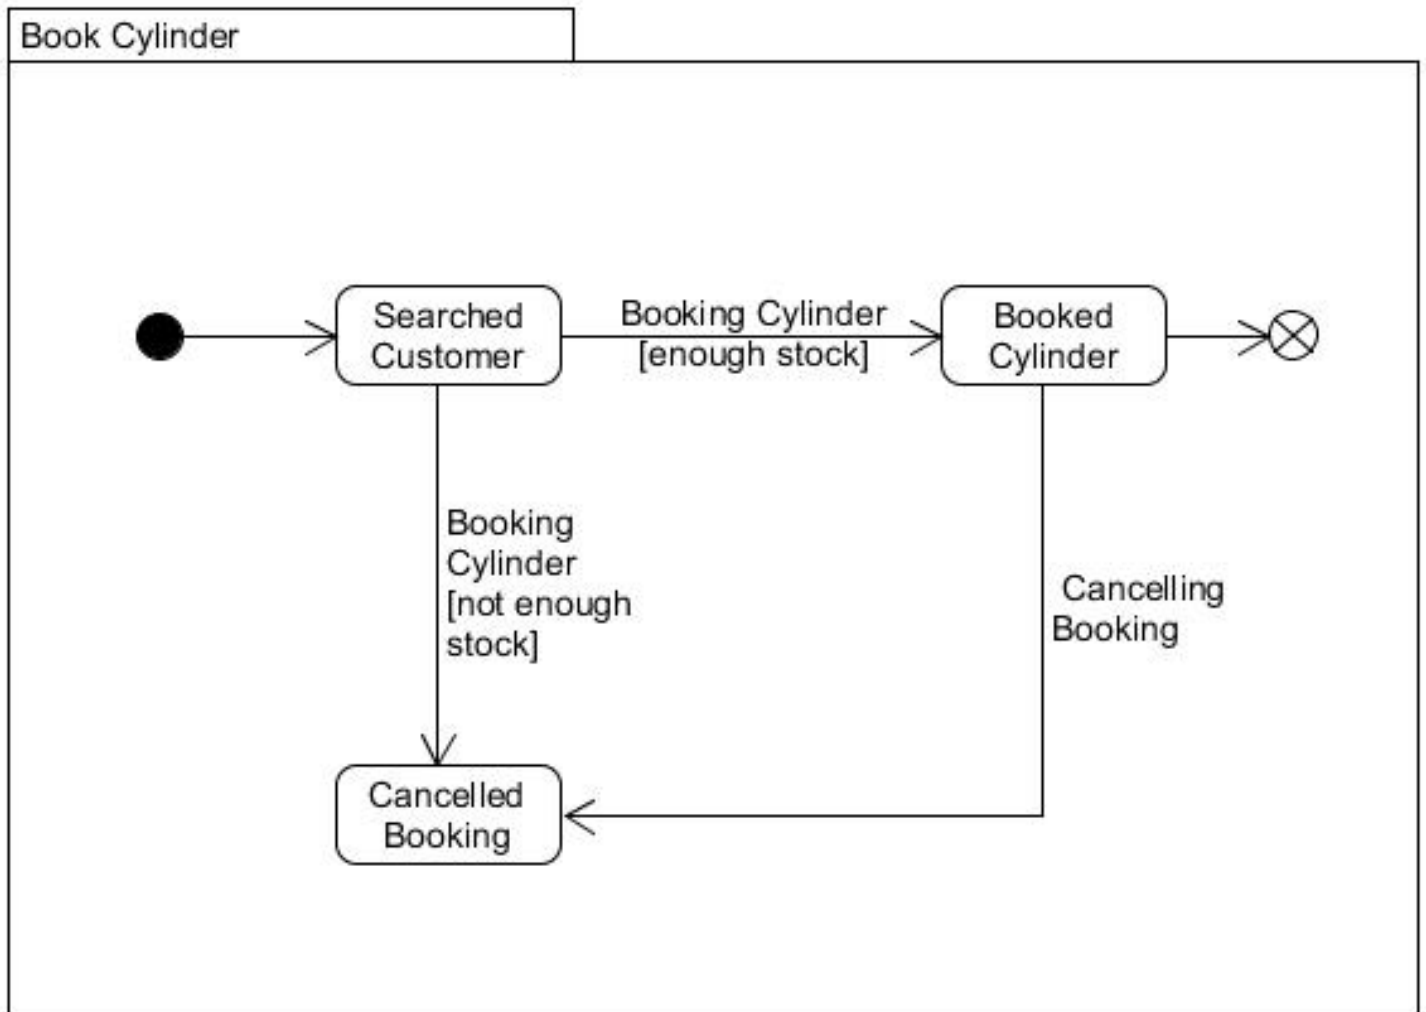 Book Cylinder
Searched
Customer
Booking Cylinder
[enough stock]
Booked
Cylinder
Booking
Cylinder
[not enough
stock]
Cancelling
Booking
Cancelled
Booking